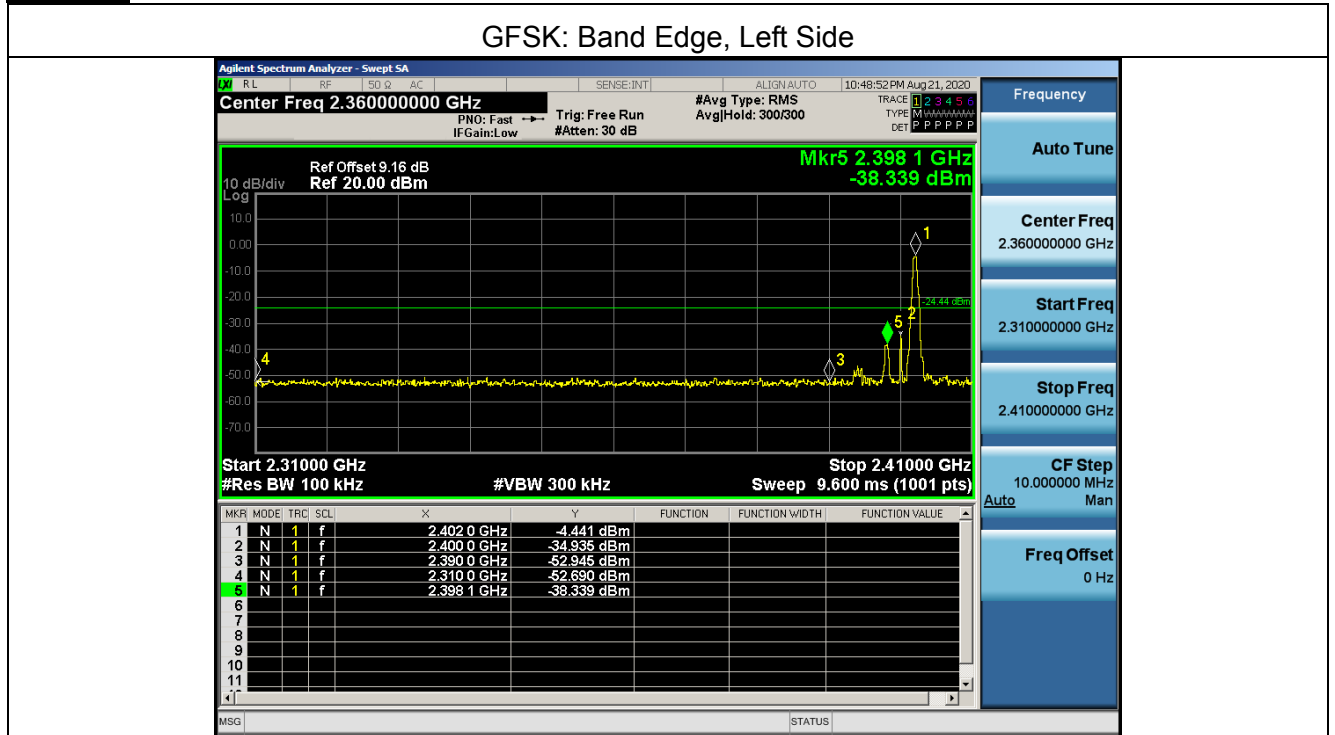 GFSK: Band Edge, Left Side
Agilent Spectrum Analyzer - Swept SA
LXI RL RF 50 Ω AC SENSE:INT ALIGN AUTO 10:48:52 PM Aug 21, 2020
Center Freq 2.360000000 GHz
PNO: Fast
IFGain:Low
Trig: Free Run
#Atten: 30 dB
#Avg Type: RMS
Avg|Hold: 300/300
TRACE 1 2 3 4 5 6
TYPE M WWWWW
DET P P P P P P
Mkr5 2.398 1 GHz
-38.339 dBm
Ref Offset 9.16 dB
10 dB/div Ref 20.00 dBm
Log
10.0
0.00
-10.0
-20.0
-30.0
-40.0
-50.0
-60.0
-70.0
1
-24.44 dBm
2
5
3
4
Start 2.31000 GHz Stop 2.41000 GHz
#Res BW 100 kHz #VBW 300 kHz Sweep 9.600 ms (1001 pts)
MKR MODE TRC SCL X Y FUNCTION FUNCTION WIDTH FUNCTION VALUE
1 N 1 f 2.402 0 GHz -4.441 dBm
2 N 1 f 2.400 0 GHz -34.935 dBm
3 N 1 f 2.390 0 GHz -52.945 dBm
4 N 1 f 2.310 0 GHz -52.690 dBm
5 N 1 f 2.398 1 GHz -38.339 dBm
6
7
8
9
10
11
MSG STATUS
Frequency
Auto Tune
Center Freq
2.360000000 GHz
Start Freq
2.310000000 GHz
Stop Freq
2.410000000 GHz
CF Step
10.000000 MHz
Auto Man
Freq Offset
0 Hz